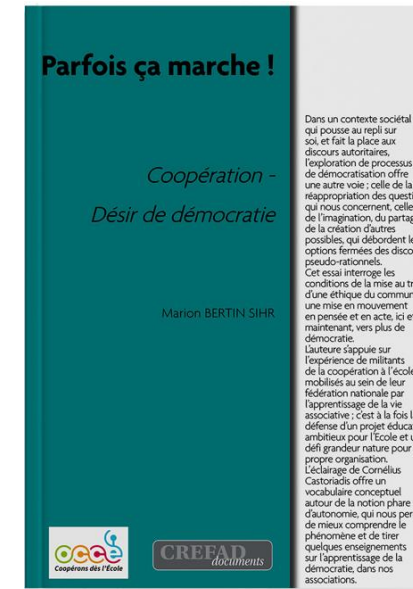 Parfois ça marche !
Coopération -
Désir de démocratie
Marion BERTIN SIHR
occe
Coopérons dès l'École
CREFAD
documents
Dans un contexte sociétal
qui pousse au repli sur
soi, et fait la place aux
discours autoritaires,
l'exploration de processus
de démocratisation offre
une autre voie ; celle de la
réappropriation des
qui nous concernent, celle
de l'imagination, du
de la création d'autres
possibles, qui débordent
options fermées des
pseudo-rationnels.
Cet essai interroge les
conditions de la mise au
d'une éthique du
une mise en mouvement
en pensée et en acte, ici
maintenant, vers plus de
démocratie.
L'auteure s'appuie sur
l'expérience de militants
de la coopération à l'école
mobilisés au sein de leur
fédération nationale par
l'apprentissage de la vie
associative ; c'est à la fois
défense d'un projet
ambitieux pour l'École et
défi grandeur nature pour
propre organisation.
L'éclairage de Cornélius
Castoriadis offre un
vocabulaire conceptuel
autour de la notion phare
d'autonomie, qui nous
de mieux comprendre le
phénomène et de tirer
quelques enseignements
sur l'apprentissage de la
démocratie, dans nos
associations.